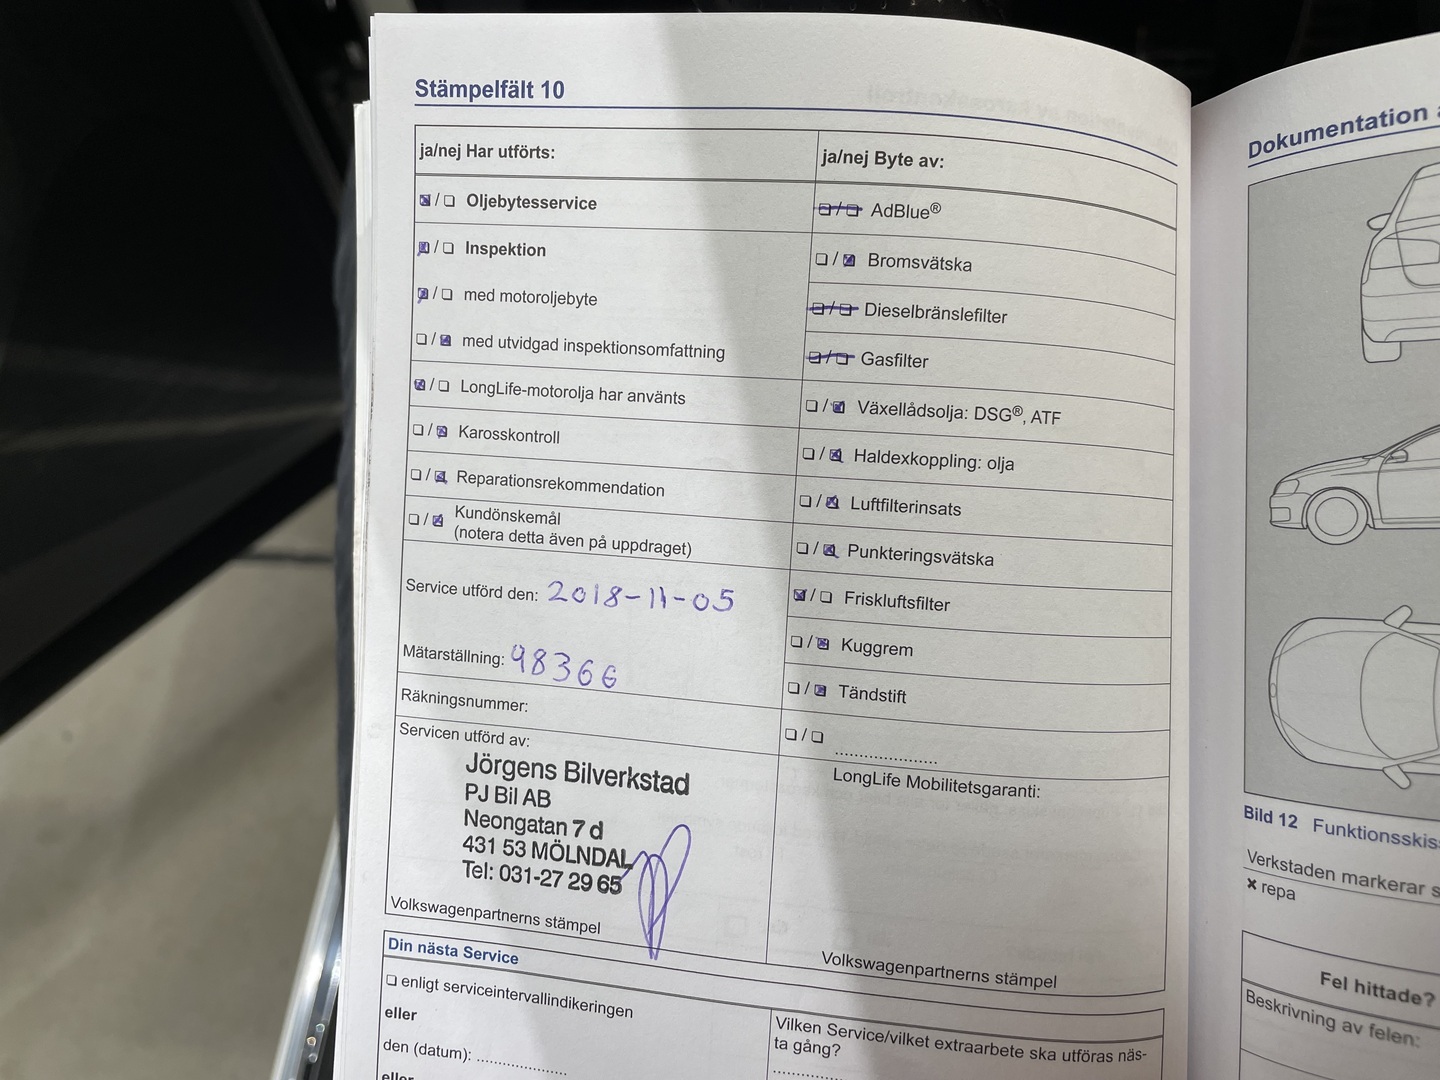 Stämpelfält 10
ja/nej Har utförts:
☒ / ☐ Oljebytesservice
☒ / ☐ Inspektion
☒ / ☐ med motoroljebyte
☐ / ☒ med utvidgad inspektionsomfattning
☒ / ☐ LongLife-motorolja har använts
☐ / ☒ Karosskontroll
☐ / ☒ Reparationsrekommendation
☐ / ☒ Kundönskemål
(notera detta även på uppdraget)
Service utförd den: 2018-11-05
Mätarställning: 98366
Räkningsnummer:
Servicen utförd av:
Jörgens Bilverkstad
PJ Bil AB
Neongatan 7 d
431 53 MÖLNDAL
Tel: 031-27 29 65
Volkswagenpartnerns stämpel
ja/nej Byte av:
☐ / ☐ AdBlue®
☐ / ☒ Bromsvätska
☐ / ☐ Dieselbränslefilter
☐ / ☐ Gasfilter
☐ / ☒ Växellådsolja: DSG®, ATF
☐ / ☒ Haldexkoppling: olja
☐ / ☒ Luftfilterinsats
☐ / ☒ Punkteringsvätska
☒ / ☐ Friskluftsfilter
☐ / ☒ Kuggrem
☐ / ☒ Tändstift
☐ / ☐ .....................
LongLife Mobilitetsgaranti:
Volkswagenpartnerns stämpel
Din nästa Service
☐ enligt serviceintervallindikeringen
eller
den (datum): ..................
eller
Vilken Service/vilket extraarbete ska utföras näs-
ta gång?
Dokumentation
Bild 12 Funktionsskis
Verkstaden markerar s
× repa
Fel hittade?
Beskrivning av felen: